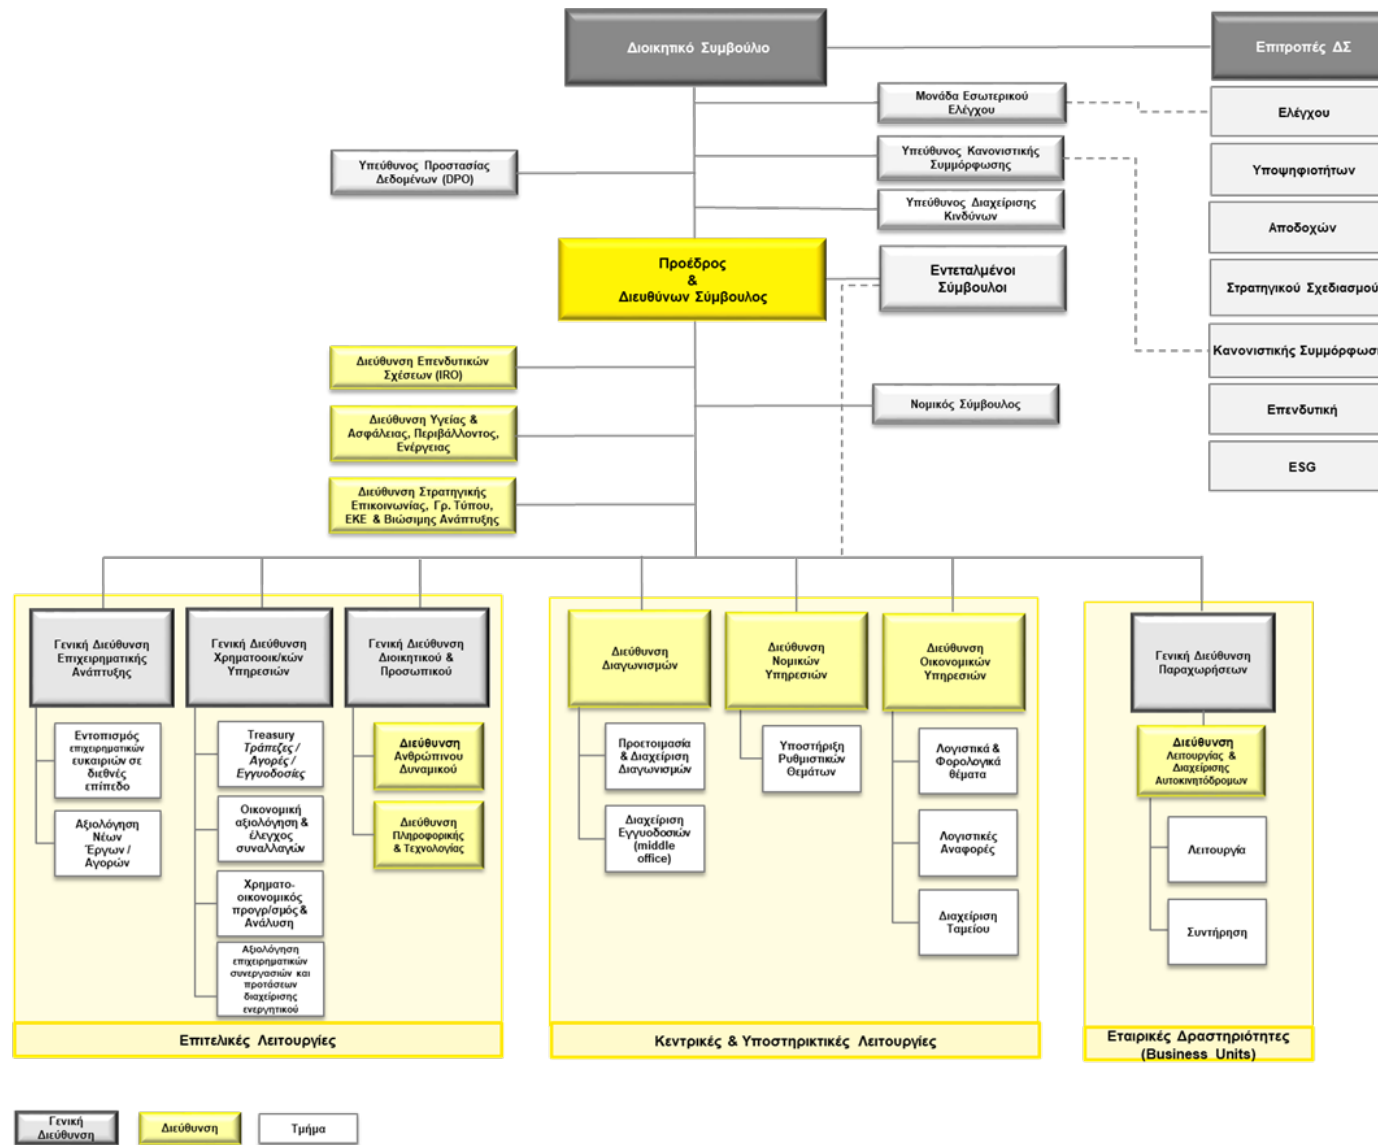 Διοικητικό Συμβούλιο
Επιτροπές ΔΣ
Μονάδα Εσωτερικού
Ελέγχου
Ελέγχου
Υπεύθυνος Προστασίας
Δεδομένων (DPO)
Υπεύθυνος Κανονιστικής
Συμμόρφωσης
Υποψηφιοτήτων
Υπεύθυνος Διαχείρισης
Κινδύνων
Αποδοχών
Προέδρος
&
Διευθύνων Σύμβουλος
Εντεταλμένοι
Σύμβουλοι
Στρατηγικού Σχεδιασμού
Διεύθυνση Επενδυτικών
Σχέσεων (IRO)
Κανονιστικής Συμμόρφωσ
Διεύθυνση Υγείας &
Ασφάλειας, Περιβάλλοντος,
Ενέργειας
Νομικός Σύμβουλος
Επενδυτική
ESG
Διεύθυνση Στρατηγικής
Επικοινωνίας, Γρ. Τύπου,
ΕΚΕ & Βιώσιμης Ανάπτυξης
Γενική Διεύθυνση
Επιχειρηματικής
Ανάπτυξης
Γενική Διεύθυνση
Χρηματοοικ/κών
Υπηρεσιών
Γενική Διεύθυνση
Διοικητικού &
Προσωπικού
Διεύθυνση
Διαγωνισμών
Διεύθυνση
Νομικών
Υπηρεσιών
Διεύθυνση
Οικονομικών
Υπηρεσιών
Γενική Διεύθυνση
Παραχωρήσεων
Εντοπισμός
επιχειρηματικών
ευκαιριών σε
διεθνές
επίπεδο
Αξιολόγηση
Νέων
Έργων /
Αγορών
Treasury
Τράπεζες /
Αγορές /
Εγγυοδοσίες
Οικονομική
αξιολόγηση &
έλεγχος
συναλλαγών
Χρηματο-
οικονομικός
προγρ/σμός &
Ανάλυση
Αξιολόγηση
επιχειρηματικών
συνεργασιών και
προτάσεων
διαχείρισης
ενεργητικού
Διεύθυνση
Ανθρώπινου
Δυναμικού
Διεύθυνση
Πληροφορικής
& Τεχνολογίας
Προετοιμασία
& Διαχείριση
Διαγωνισμών
Διαχείριση
Εγγυοδοσιών
(middle
office)
Υποστήριξη
Ρυθμιστικών
Θεμάτων
Λογιστικά &
Φορολογικά
θέματα
Λογιστικές
Αναφορές
Διαχείριση
Ταμείου
Διεύθυνση
Λειτουργίας &
Διαχείρισης
Αυτοκινητόδρομων
Λειτουργία
Συντήρηση
Επιτελικές Λειτουργίες
Κεντρικές & Υποστηρικτικές Λειτουργίες
Εταιρικές Δραστηριότητες
(Business Units)
Γενική
Διεύθυνση
Διεύθυνση
Τμήμα